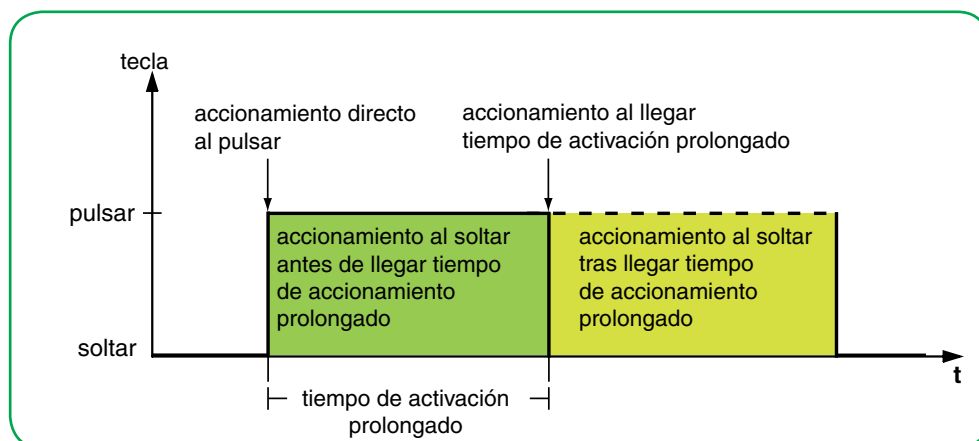 tecla
accionamiento directo
al pulsar
accionamiento al llegar
tiempo de activación prolongado
pulsar
accionamiento al soltar
antes de llegar tiempo
de accionamiento
prolongado
accionamiento al soltar
tras llegar tiempo
de accionamiento
prolongado
soltar
t
tiempo de activación
prolongado